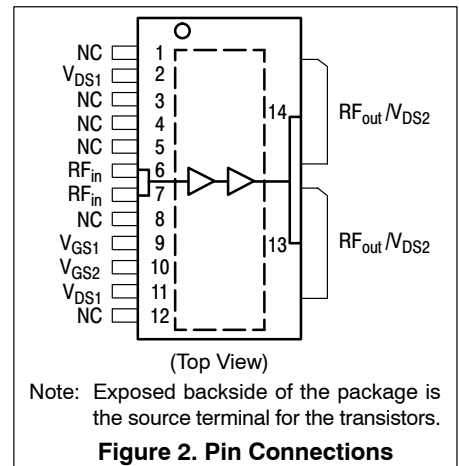 NC 1
VDS1 2
NC 3
NC 4
NC 5
RFin 6
RFin 7
NC 8
VGS1 9
VGS2 10
VDS1 11
NC 12
14 RFout/VDS2
13 RFout/VDS2
(Top View)
Note: Exposed backside of the package is
the source terminal for the transistors.
Figure 2. Pin Connections